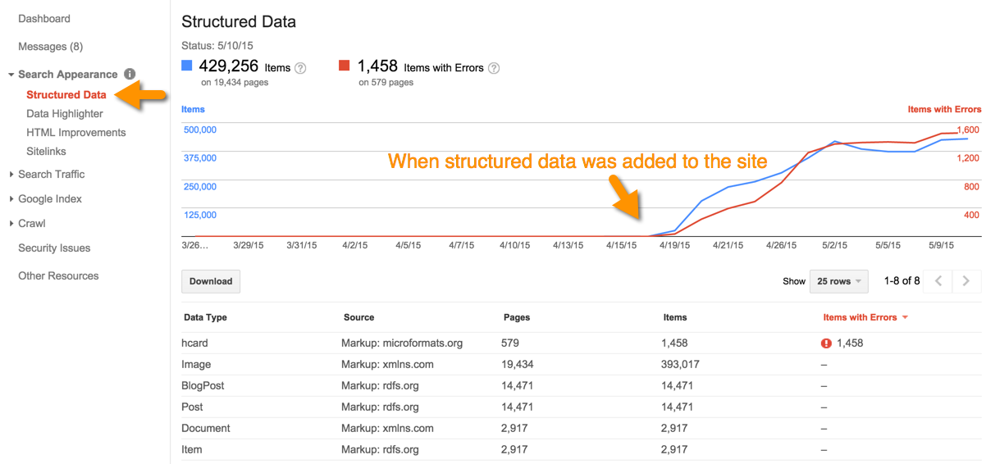 Dashboard
Messages (8)
Search Appearance
Structured Data
Data Highlighter
HTML Improvements
Sitelinks
Search Traffic
Google Index
Crawl
Security Issues
Other Resources
Structured Data
Status: 5/10/15
429,256 Items ?
on 19,434 pages
1,458 Items with Errors ?
on 579 pages
Items
Items with Errors
500,000
1,600
375,000
1,200
When structured data was added to the site
250,000
800
125,000
400
3/26... 3/29/15 3/31/15 4/2/15 4/5/15 4/7/15 4/10/15 4/13/15 4/15/15 4/19/15 4/21/15 4/26/15 5/2/15 5/5/15 5/9/15
Download
Show 25 rows 1-8 of 8
Data Type Source Pages Items Items with Errors
hcard Markup: microformats.org 579 1,458 ! 1,458
Image Markup: xmlns.com 19,434 393,017 –
BlogPost Markup: rdfs.org 14,471 14,471 –
Post Markup: rdfs.org 14,471 14,471 –
Document Markup: xmlns.com 2,917 2,917 –
Item Markup: rdfs.org 2,917 2,917 –